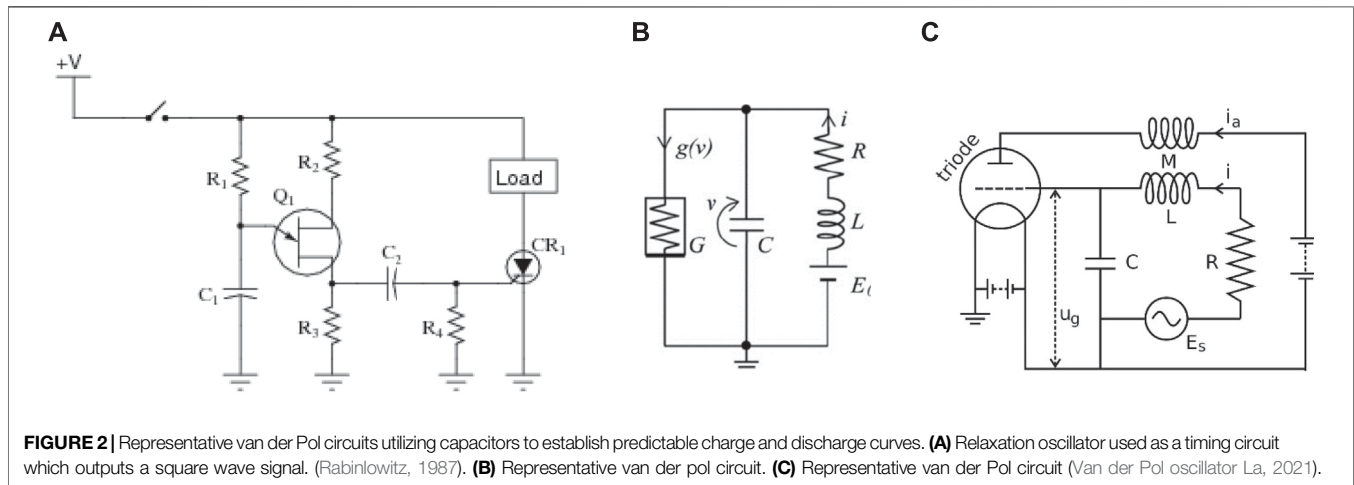 A
B
C
+V
R1
R2
Q1
Load
C1
C2
CR1
R3
R4
g(v)
i
R
v
G
C
L
E(
triode
ia
M
i
L
C
R
ug
Es
FIGURE 2 | Representative van der Pol circuits utilizing capacitors to establish predictable charge and discharge curves. (A) Relaxation oscillator used as a timing circuit
which outputs a square wave signal. (Rabinlowitz, 1987). (B) Representative van der pol circuit. (C) Representative van der Pol circuit (Van der Pol oscillator La, 2021).